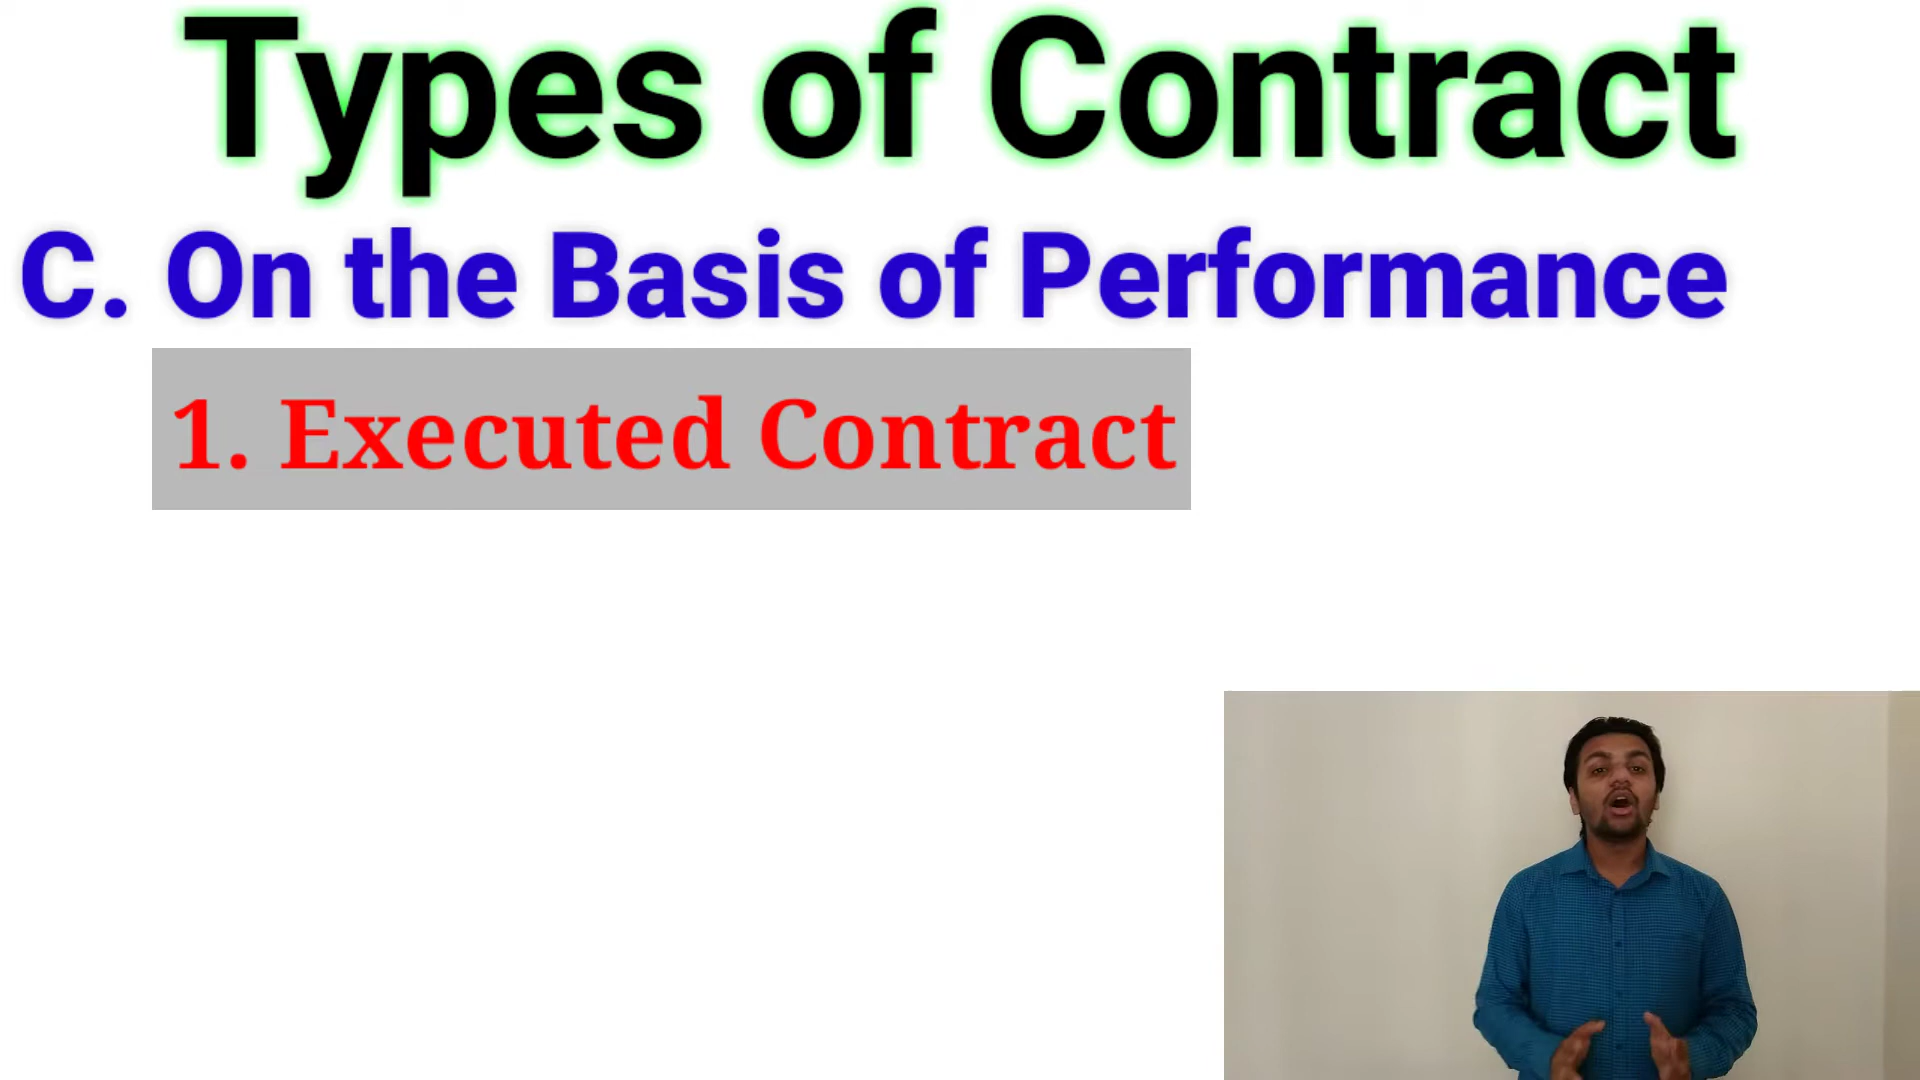 Types of Contract
C. On the Basis of Performance
1. Executed Contract